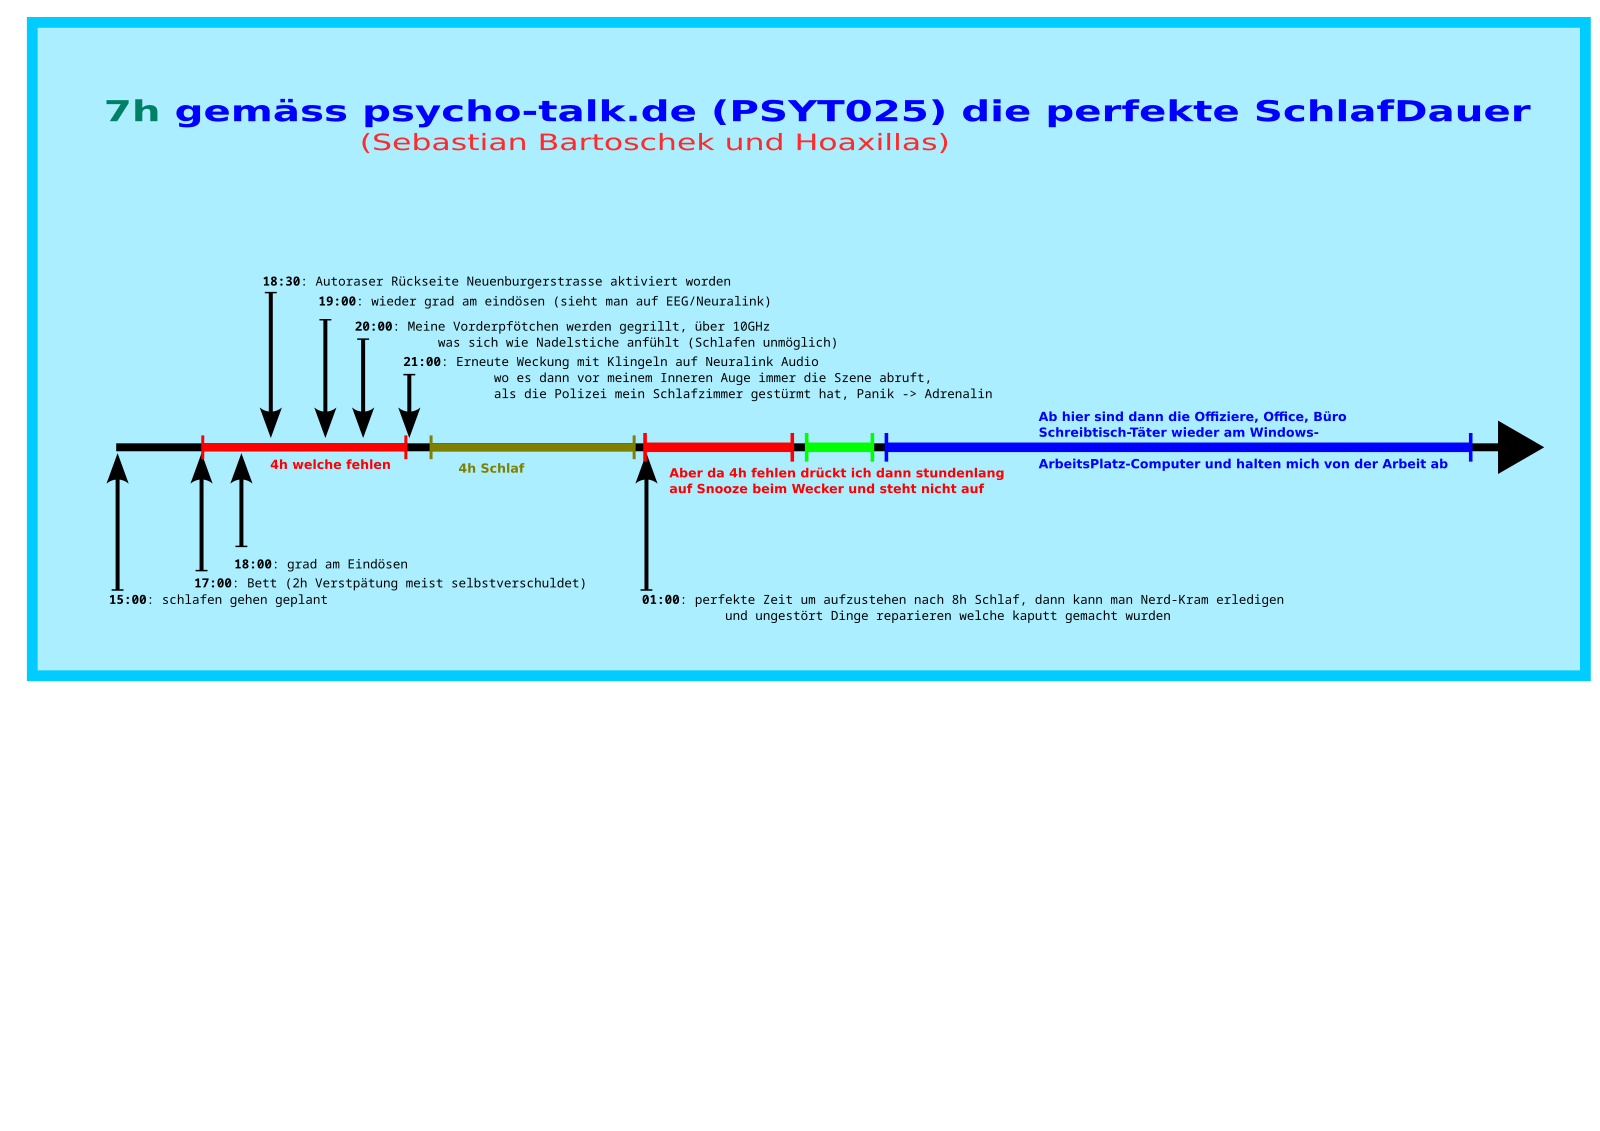 7h gemäss psycho-talk.de (PSYT025) die perfekte SchlafDauer
(Sebastian Bartoschek und Hoaxillas)
18:30: Autoraser Rückseite Neuenburgerstrasse aktiviert worden
19:00: wieder grad am eindösen (sieht man auf EEG/Neuralink)
20:00: Meine Vorderpfötchen werden gegrillt, über 10GHz
was sich wie Nadelstiche anfühlt (Schlafen unmöglich)
21:00: Erneute Weckung mit Klingeln auf Neuralink Audio
wo es dann vor meinem Inneren Auge immer die Szene abruft,
als die Polizei mein Schlafzimmer gestürmt hat, Panik -> Adrenalin
Ab hier sind dann die Offiziere, Office, Büro
Schreibtisch-Täter wieder am Windows-
ArbeitsPlatz-Computer und halten mich von der Arbeit ab
4h welche fehlen
4h Schlaf
Aber da 4h fehlen drückt ich dann stundenlang
auf Snooze beim Wecker und steht nicht auf
18:00: grad am Eindösen
17:00: Bett (2h Verstpätung meist selbstverschuldet)
15:00: schlafen gehen geplant
01:00: perfekte Zeit um aufzustehen nach 8h Schlaf, dann kann man Nerd-Kram erledigen
und ungestört Dinge reparieren welche kaputt gemacht wurden